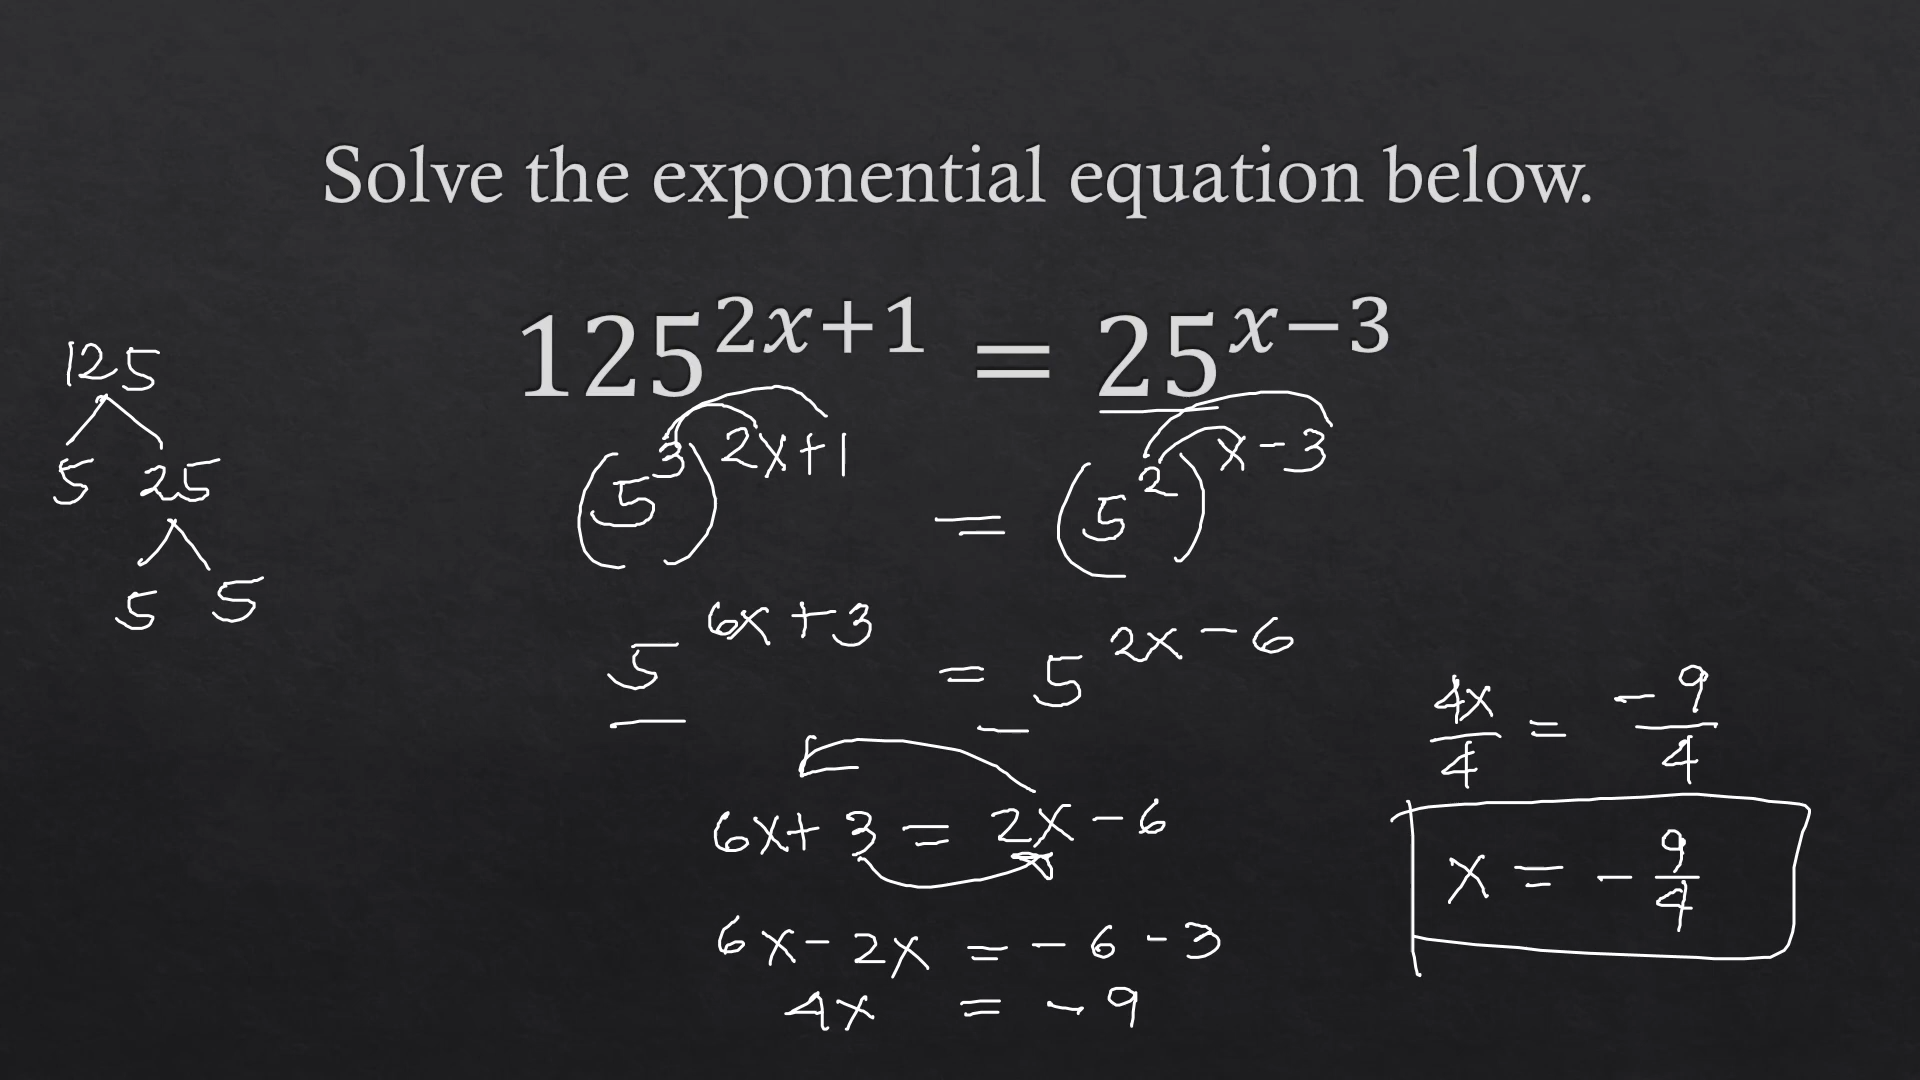 Solve the exponential equation below.
125^{2x+1} = 25^{x-3}
125
5 25
5 5
(5^3)^{2x+1} = (5^2)^{x-3}
5^{6x+3} = 5^{2x-6}
6x+3 = 2x-6
6x-2x = -6-3
4x = -9
4x/4 = -9/4
x = -9/4